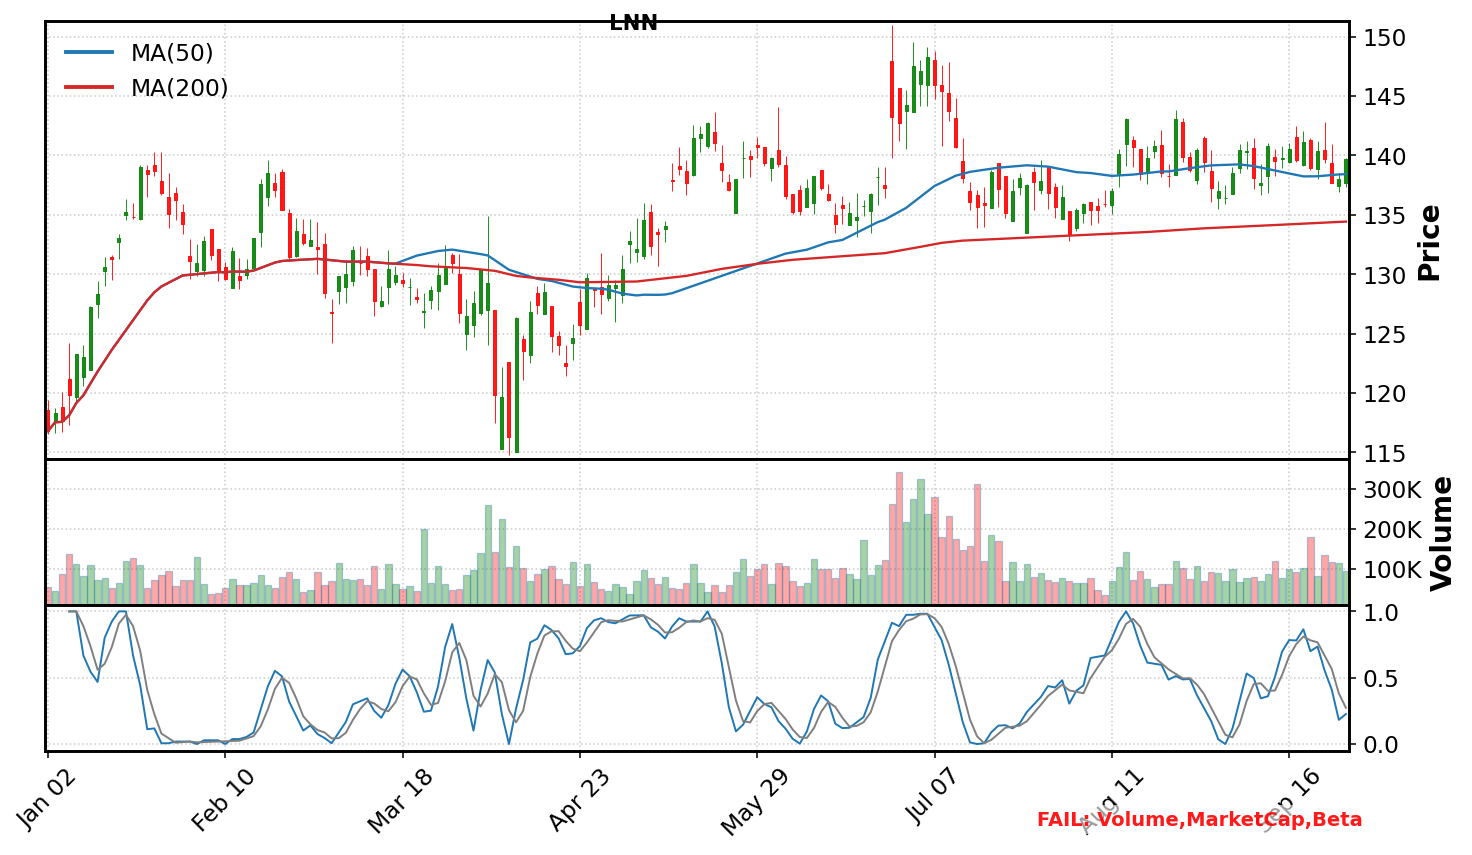 LNN
MA(50)
MA(200)
150
145
140
135
130
125
120
115
Price
300K
200K
100K
Volume
1.0
0.5
0.0
Jan 02
Feb 10
Mar 18
Apr 23
May 29
Jul 07
Aug 11
Sep 16
FAIL: Volume,MarketCap,Beta